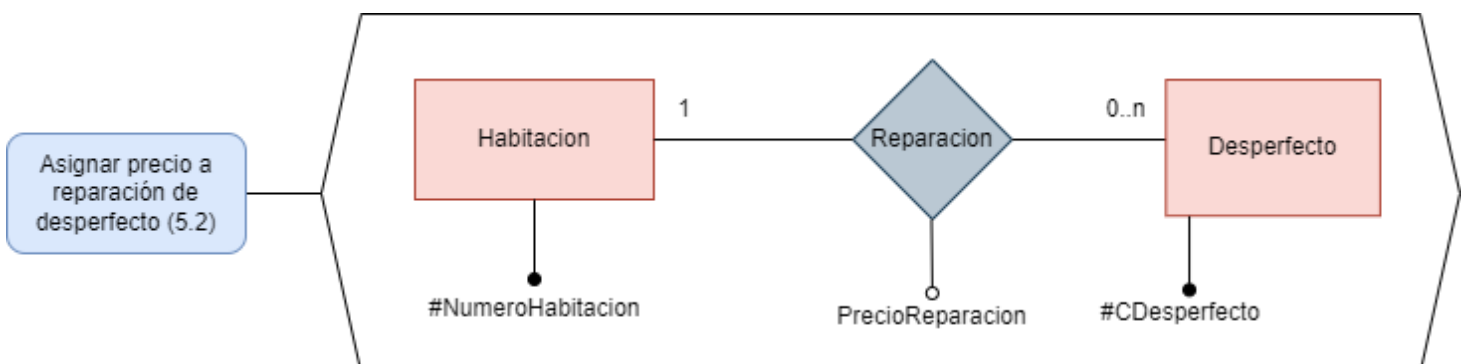 Asignar precio a
reparación de
desperfecto (5.2)
Habitacion
1
Reparacion
0..n
Desperfecto
#NumeroHabitacion
PrecioReparacion
#CDesperfecto